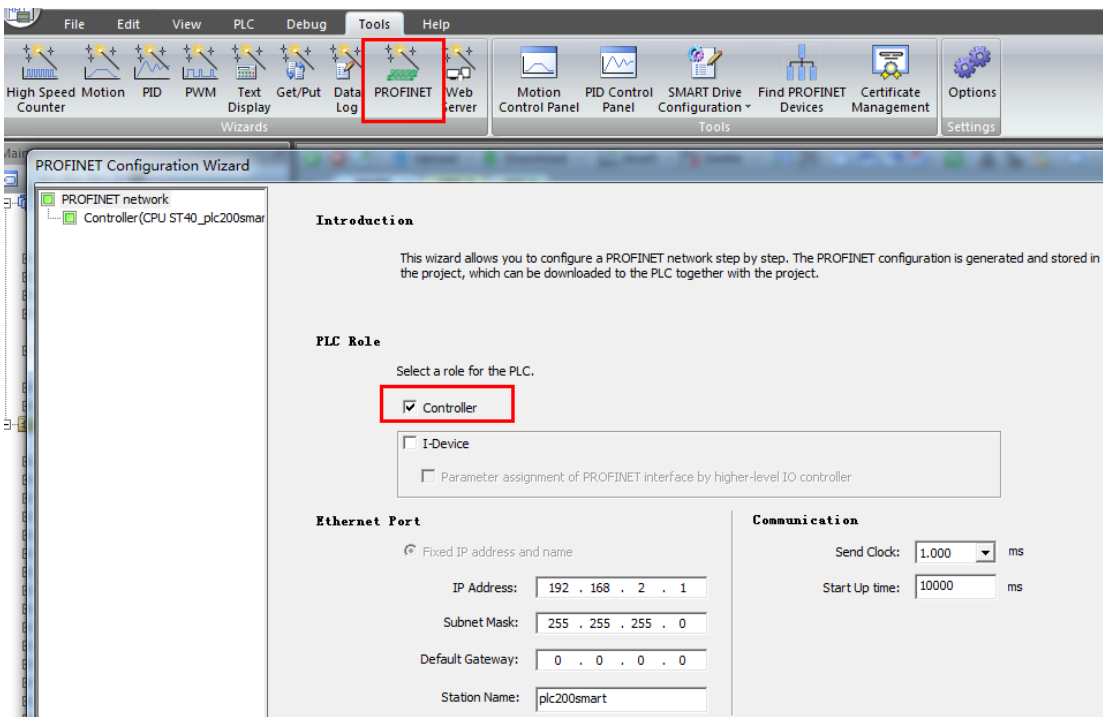 File Edit View PLC Debug Tools Help
High Speed Counter Motion PID PWM Text Display Get/Put Data Log PROFINET Web Server Motion Control Panel PID Control Panel SMART Drive Configuration Find PROFINET Devices Certificate Management Options
Wizards Tools Settings
PROFINET Configuration Wizard
PROFINET network
Controller(CPU ST40_plc200smar
Introduction
This wizard allows you to configure a PROFINET network step by step. The PROFINET configuration is generated and stored in
the project, which can be downloaded to the PLC together with the project.
PLC Role
Select a role for the PLC.
Controller
I-Device
Parameter assignment of PROFINET interface by higher-level IO controller
Ethernet Port
Fixed IP address and name
IP Address: 192 . 168 . 2 . 1
Subnet Mask: 255 . 255 . 255 . 0
Default Gateway: 0 . 0 . 0 . 0
Station Name: plc200smart
Communication
Send Clock: 1.000 ms
Start Up time: 10000 ms